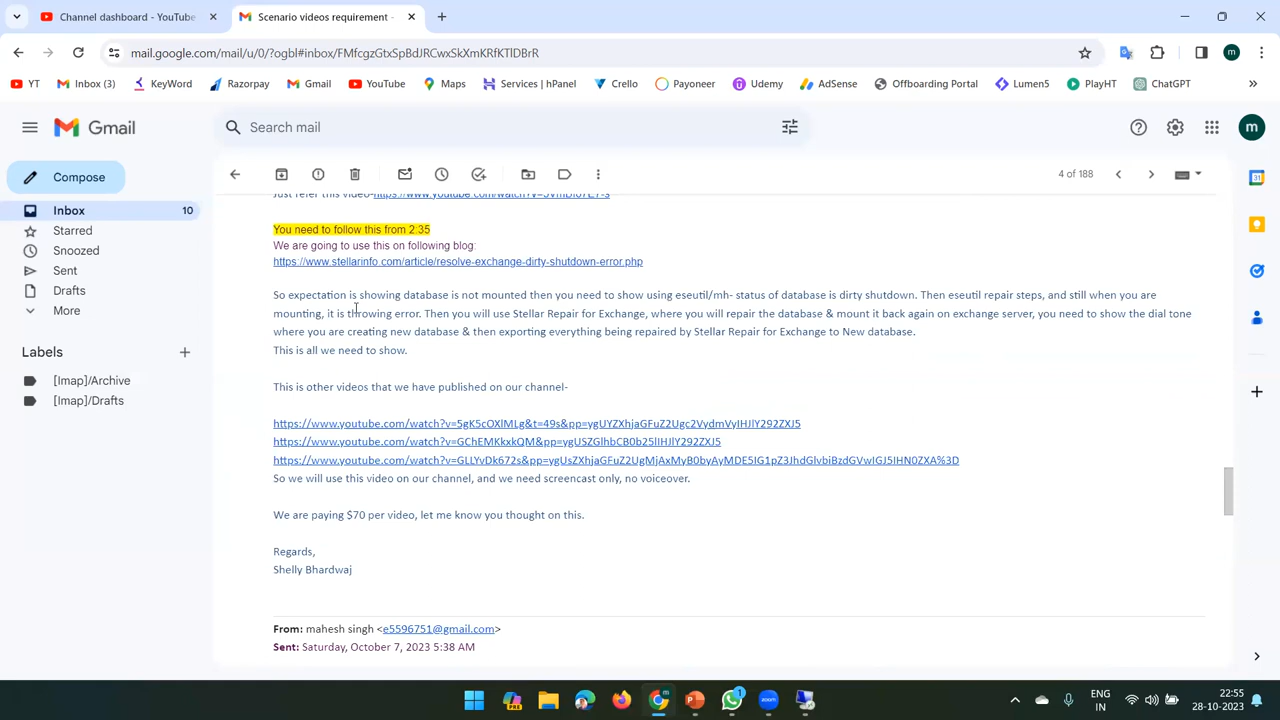 Channel dashboard - YouTube
Scenario videos requirement -
mail.google.com/mail/u/0/?ogbl#inbox/FMfcgzGtxSpBdJRCwxSkXmKRfKTlDBrR
m
YT
Inbox (3)
KeyWord
Razorpay
Gmail
YouTube
Maps
Services | hPanel
Crello
Payoneer
Udemy
AdSense
Offboarding Portal
Lumen5
PlayHT
ChatGPT
Gmail
Search mail
m
Compose
4 of 188
Inbox 10
Starred
Snoozed
Sent
Drafts
More
Labels
[Imap]/Archive
[Imap]/Drafts
You need to follow this from 2:35
We are going to use this on following blog:
https://www.stellarinfo.com/article/resolve-exchange-dirty-shutdown-error.php
So expectation is showing database is not mounted then you need to show using eseutil/mh- status of database is dirty shutdown. Then eseutil repair steps, and still when you are
mounting, it is throwing error. Then you will use Stellar Repair for Exchange, where you will repair the database & mount it back again on exchange server, you need to show the dial tone
where you are creating new database & then exporting everything being repaired by Stellar Repair for Exchange to New database.
This is all we need to show.
This is other videos that we have published on our channel-
https://www.youtube.com/watch?v=5gK5cOXlMLg&t=49s&pp=ygUYZXhjaGFuZ2Ugc2VydmVyIHJlY292ZXJ5
https://www.youtube.com/watch?v=GChEMKkxkQM&pp=ygUSZGlhbCB0b25lIHJlY292ZXJ5
https://www.youtube.com/watch?v=GLLYvDk672s&pp=ygUsZXhjaGFuZ2UgMjAxMyB0byAyMDE5IG1pZ3JhdGlvbiBzdGVwIGJ5IHN0ZXA%3D
So we will use this video on our channel, and we need screencast only, no voiceover.
We are paying $70 per video, let me know you thought on this.
Regards,
Shelly Bhardwaj
From: mahesh singh <e5596751@gmail.com>
Sent: Saturday, October 7, 2023 5:38 AM
ENG
IN
22:55
28-10-2023